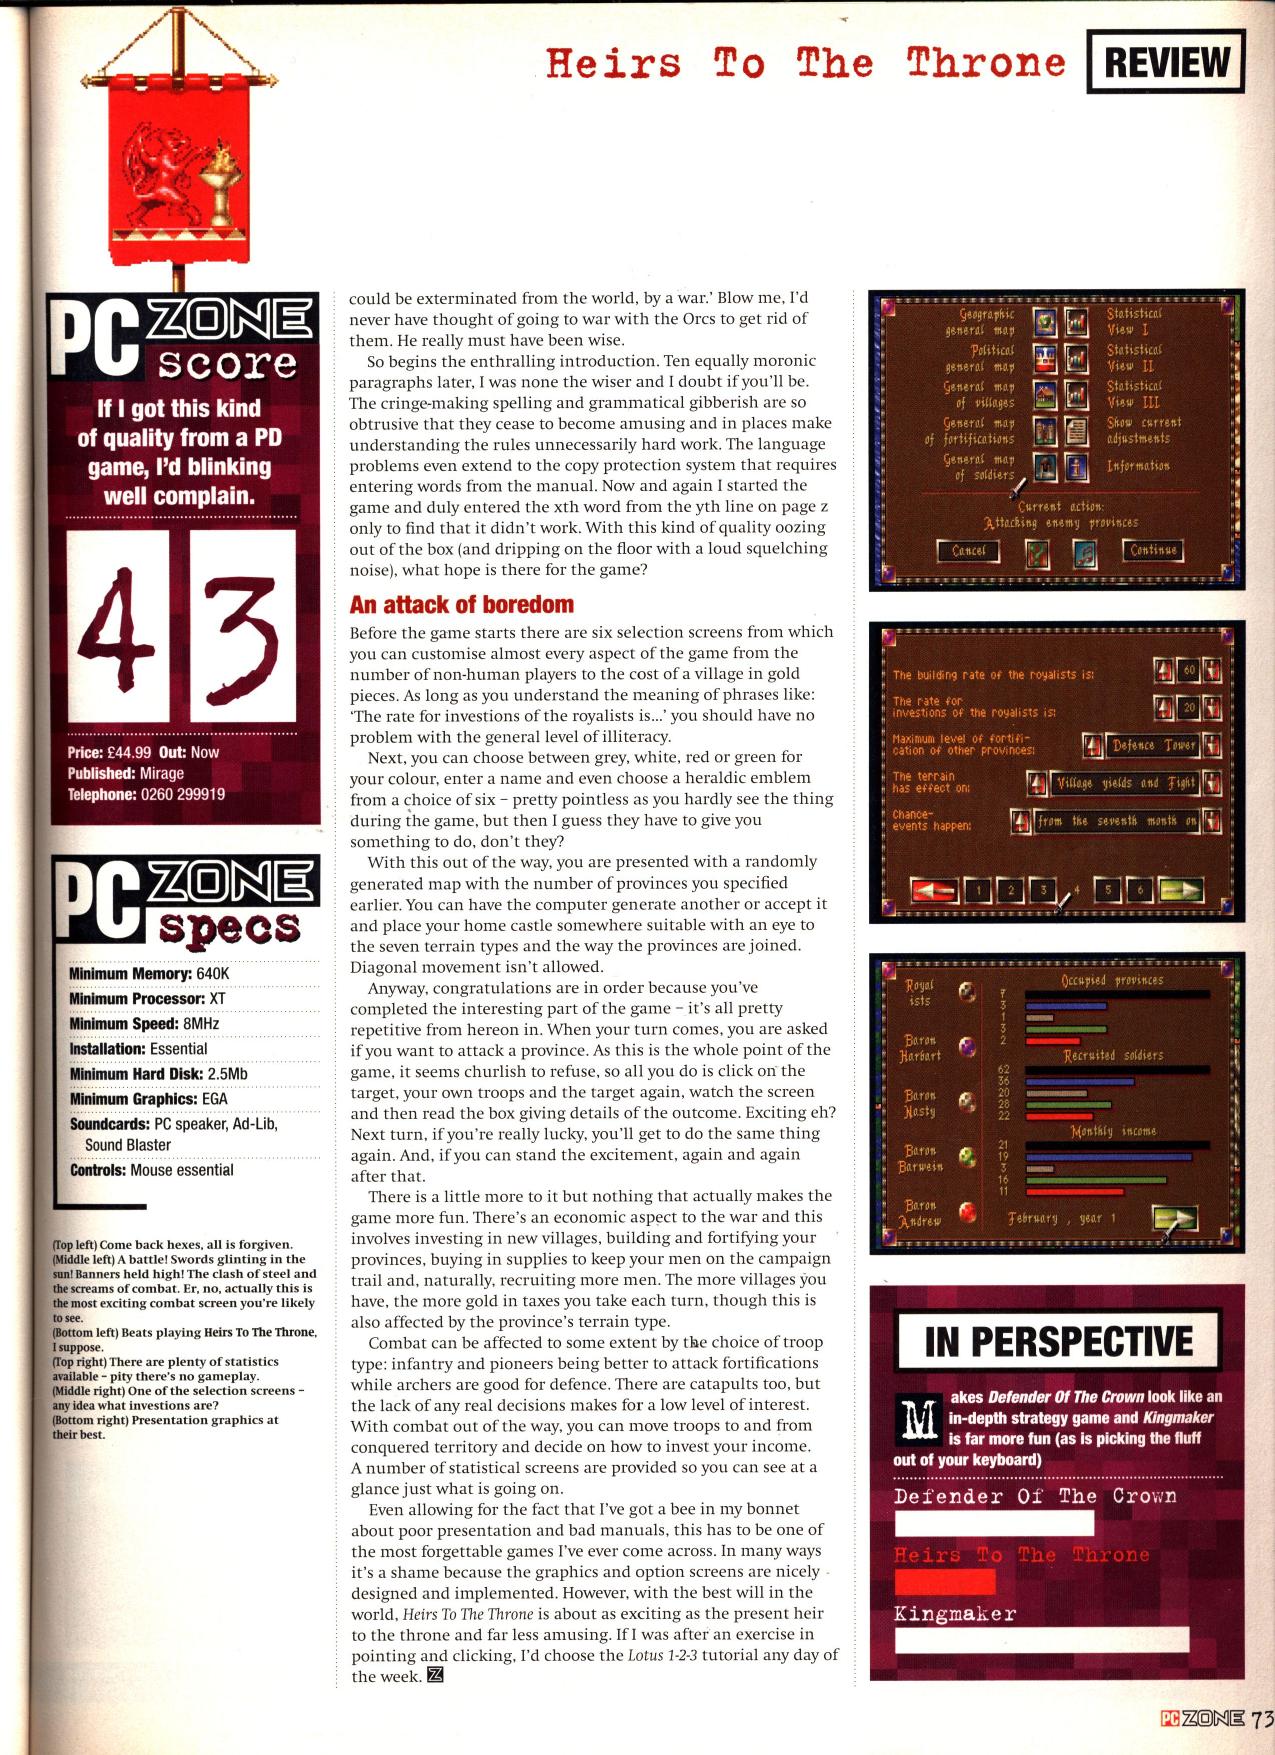 Heirs To The Throne REVIEW
PC ZONE
score
If I got this kind
of quality from a PD
game, I'd blinking
well complain.
43
Price: £44.99 Out: Now
Published: Mirage
Telephone: 0260 299919
PC ZONE
specs
Minimum Memory: 640K
Minimum Processor: XT
Minimum Speed: 8MHz
Installation: Essential
Minimum Hard Disk: 2.5Mb
Minimum Graphics: EGA
Soundcards: PC speaker, Ad-Lib,
Sound Blaster
Controls: Mouse essential
(Top left) Come back hexes, all is forgiven.
(Middle left) A battle! Swords glinting in the
sun! Banners held high! The clash of steel and
the screams of combat. Er, no, actually this is
the most exciting combat screen you're likely
to see.
(Bottom left) Beats playing Heirs To The Throne,
I suppose.
(Top right) There are plenty of statistics
available – pity there's no gameplay.
(Middle right) One of the selection screens –
any idea what investions are?
(Bottom right) Presentation graphics at
their best.
could be exterminated from the world, by a war.' Blow me, I'd
never have thought of going to war with the Orcs to get rid of
them. He really must have been wise.
So begins the enthralling introduction. Ten equally moronic
paragraphs later, I was none the wiser and I doubt if you'll be.
The cringe-making spelling and grammatical gibberish are so
obtrusive that they cease to become amusing and in places make
understanding the rules unnecessarily hard work. The language
problems even extend to the copy protection system that requires
entering words from the manual. Now and again I started the
game and duly entered the xth word from the yth line on page z
only to find that it didn't work. With this kind of quality oozing
out of the box (and dripping on the floor with a loud squelching
noise), what hope is there for the game?
An attack of boredom
Before the game starts there are six selection screens from which
you can customise almost every aspect of the game from the
number of non-human players to the cost of a village in gold
pieces. As long as you understand the meaning of phrases like:
'The rate for investions of the royalists is...' you should have no
problem with the general level of illiteracy.
Next, you can choose between grey, white, red or green for
your colour, enter a name and even choose a heraldic emblem
from a choice of six – pretty pointless as you hardly see the thing
during the game, but then I guess they have to give you
something to do, don't they?
With this out of the way, you are presented with a randomly
generated map with the number of provinces you specified
earlier. You can have the computer generate another or accept it
and place your home castle somewhere suitable with an eye to
the seven terrain types and the way the provinces are joined.
Diagonal movement isn't allowed.
Anyway, congratulations are in order because you've
completed the interesting part of the game – it's all pretty
repetitive from hereon in. When your turn comes, you are asked
if you want to attack a province. As this is the whole point of the
game, it seems churlish to refuse, so all you do is click on the
target, your own troops and the target again, watch the screen
and then read the box giving details of the outcome. Exciting eh?
Next turn, if you're really lucky, you'll get to do the same thing
again. And, if you can stand the excitement, again and again
after that.
There is a little more to it but nothing that actually makes the
game more fun. There's an economic aspect to the war and this
involves investing in new villages, building and fortifying your
provinces, buying in supplies to keep your men on the campaign
trail and, naturally, recruiting more men. The more villages you
have, the more gold in taxes you take each turn, though this is
also affected by the province's terrain type.
Combat can be affected to some extent by the choice of troop
type: infantry and pioneers being better to attack fortifications
while archers are good for defence. There are catapults too, but
the lack of any real decisions makes for a low level of interest.
With combat out of the way, you can move troops to and from
conquered territory and decide on how to invest your income.
A number of statistical screens are provided so you can see at a
glance just what is going on.
Even allowing for the fact that I've got a bee in my bonnet
about poor presentation and bad manuals, this has to be one of
the most forgettable games I've ever come across. In many ways
it's a shame because the graphics and option screens are nicely
designed and implemented. However, with the best will in the
world, Heirs To The Throne is about as exciting as the present heir
to the throne and far less amusing. If I was after an exercise in
pointing and clicking, I'd choose the Lotus 1-2-3 tutorial any day of
the week. Z
Geographic
general map
Statistical
View I
Political
general map
Statistical
View II
General map
of villages
Statistical
View III
General map
of fortifications
Show current
adjustments
General map
of soldiers
Information
Current action:
Attacking enemy provinces
Cancel
Continue
The building rate of the royalists is: 60
The rate for
investions of the royalists is: 20
Maximum level of fortifi-
cation of other provinces: Defence Tower
The terrain
has effect on: Village yields and Fight
Chance-
events happen: from the seventh month on
1 2 3 4 5 6
Royal
ists
Baron
Harbart
Baron
Nasty
Baron
Barwein
Baron
Andrew
Occupied provinces
7
3
1
3
2
Recruited soldiers
62
36
20
28
22
Monthly income
21
19
3
16
11
February , year 1
IN PERSPECTIVE
Makes Defender Of The Crown look like an
in-depth strategy game and Kingmaker
is far more fun (as is picking the fluff
out of your keyboard)
Defender Of The Crown
Heirs To The Throne
Kingmaker
PC ZONE 73